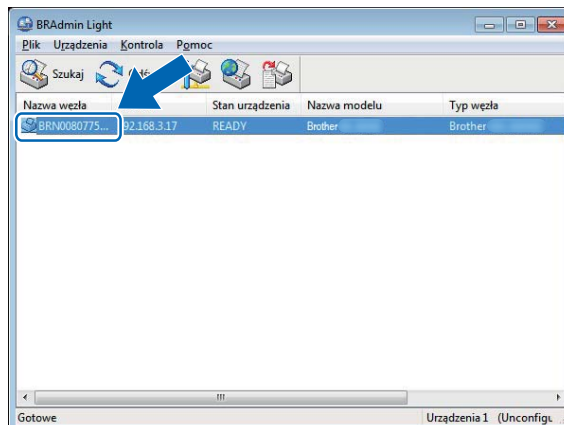 BRAdmin Light
Plik Urządzenia Kontrola Pomoc
Szukaj
Nazwa węzła Stan urządzenia Nazwa modelu Typ węzła
BRN0080775... 92.168.3.17 READY Brother Brother
Gotowe Urządzenia 1 (Unconfigu